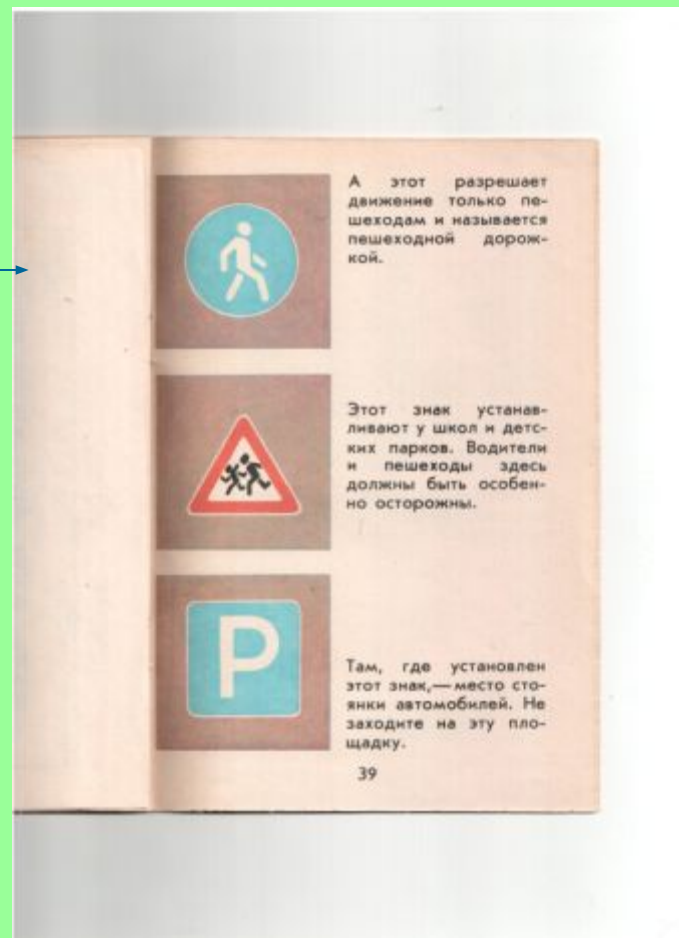 А этот разрешает
движение только пе-
шеходам и называется
пешеходной дорож-
кой.
Этот знак устанав-
ливают у школ и детс-
ких парков. Водители
и пешеходы здесь
должны быть особен-
но осторожны.
P
Там, где установлен
этот знак,— место сто-
янки автомобилей. Не
заходите на эту пло-
щадку.
39